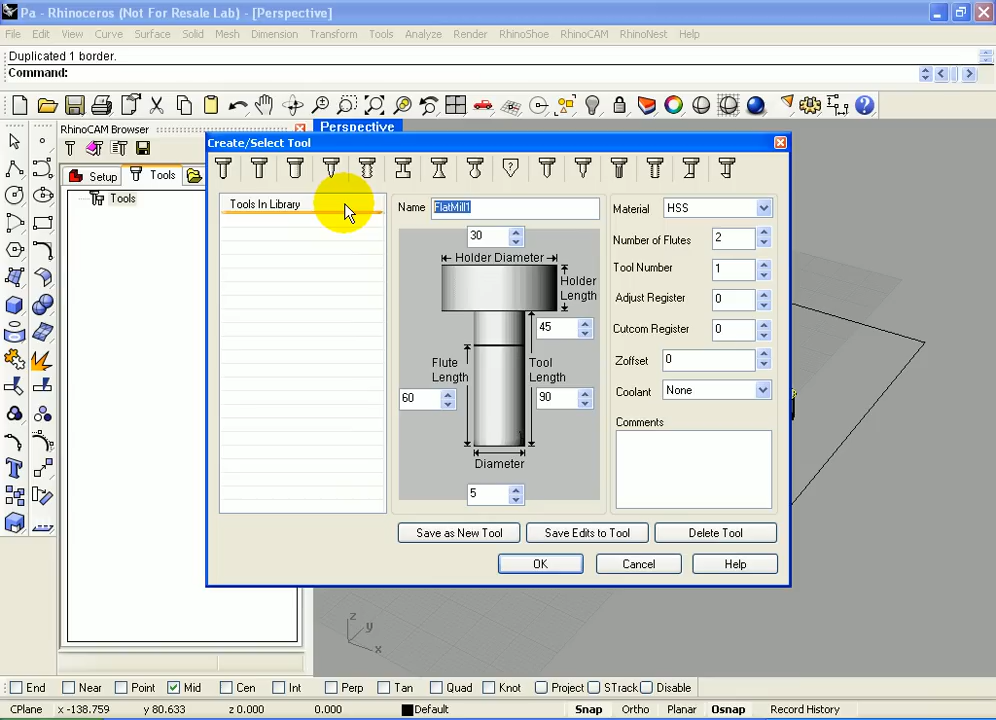 Pa - Rhinoceros (Not For Resale Lab) - [Perspective]
File Edit View Curve Surface Solid Mesh Dimension Transform Tools Analyze Render RhinoShoe RhinoCAM RhinoNest Help
Duplicated 1 border.
Command:
RhinoCAM Browser
Perspective
Setup Tools
Tools
Create/Select Tool
Tools In Library
Name FlatMill1
30
Holder Diameter
Holder Length
45
Flute Length
Tool Length
60
90
Diameter
5
Material HSS
Number of Flutes 2
Tool Number 1
Adjust Register 0
Cutcom Register 0
Zoffset 0
Coolant None
Comments
Save as New Tool Save Edits to Tool Delete Tool
OK Cancel Help
z
y
x
End Near Point Mid Cen Int Perp Tan Quad Knot Project STrack Disable
CPlane x -138.759 y 80.633 z 0.000 0.000 Default Snap Ortho Planar Osnap Record History